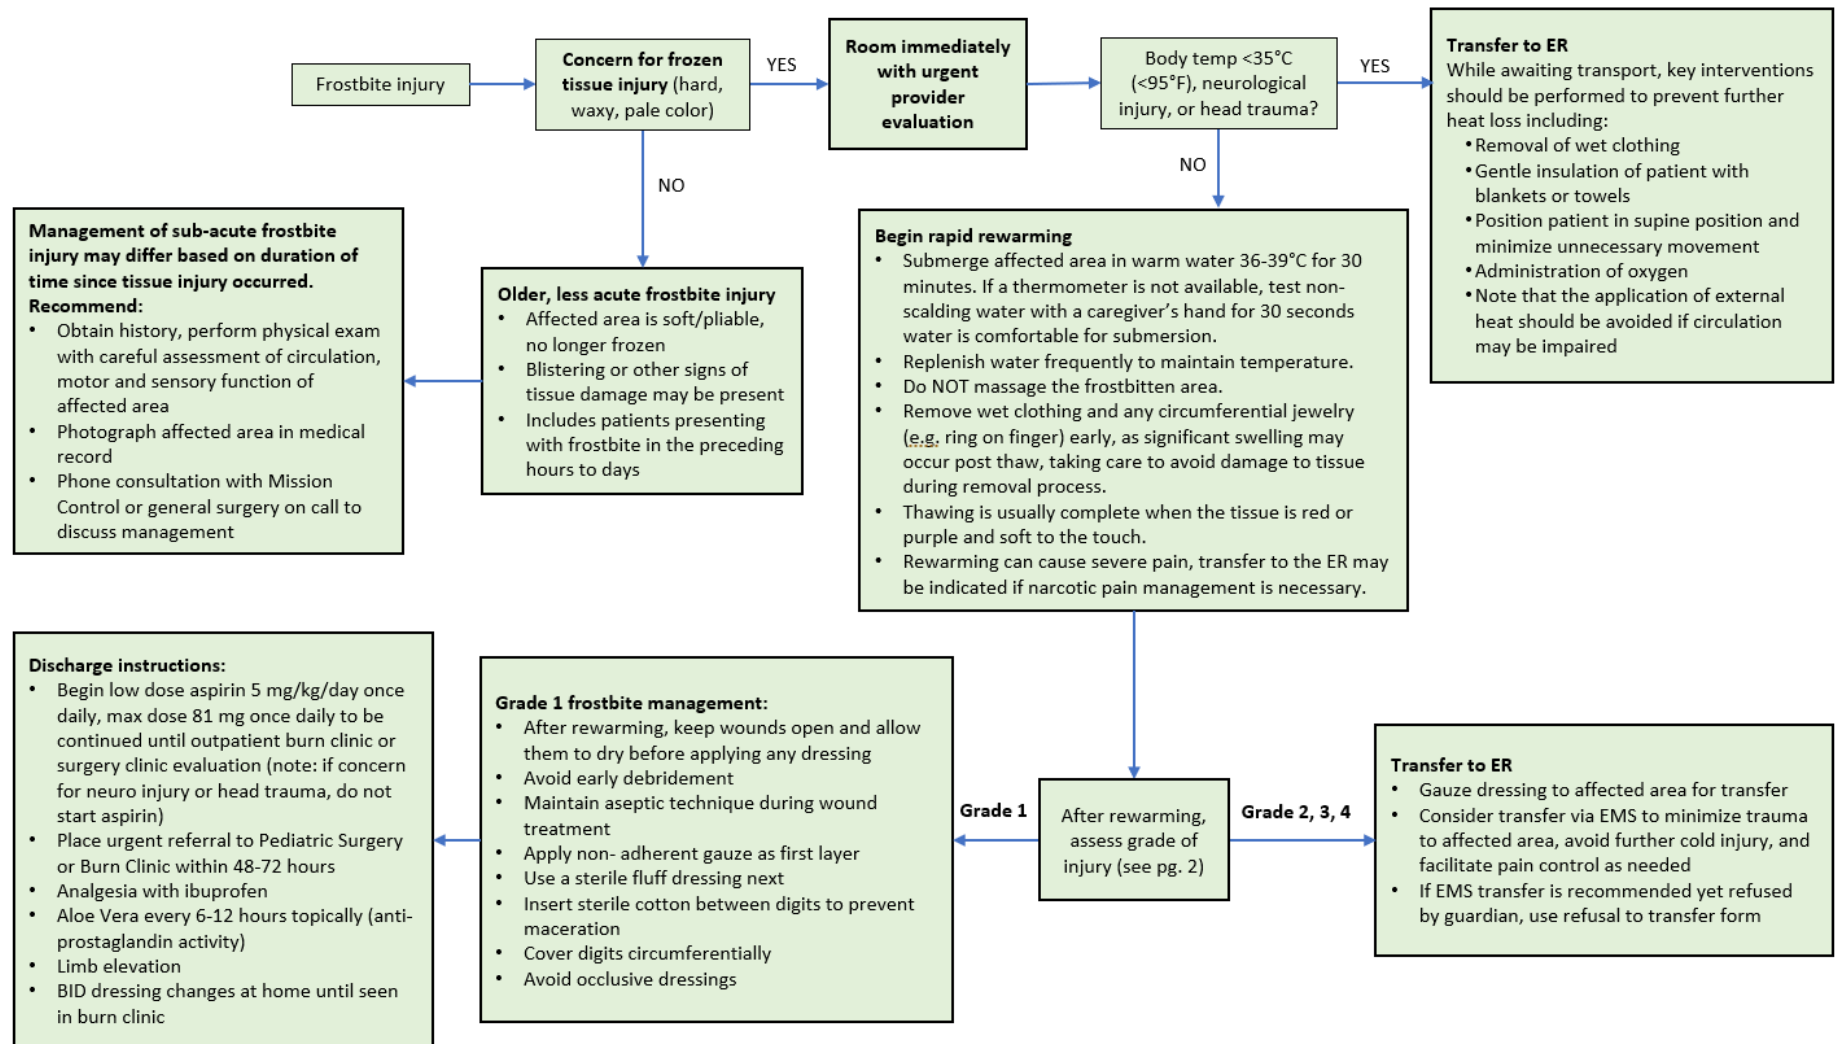 Frostbite injury
Concern for frozen
tissue injury (hard,
waxy, pale color)
YES
Room immediately
with urgent
provider
evaluation
Body temp <35°C
(<95°F), neurological
injury, or head trauma?
YES
Transfer to ER
While awaiting transport, key interventions
should be performed to prevent further
heat loss including:
•Removal of wet clothing
•Gentle insulation of patient with
blankets or towels
•Position patient in supine position and
minimize unnecessary movement
•Administration of oxygen
•Note that the application of external
heat should be avoided if circulation
may be impaired
NO
NO
Management of sub-acute frostbite
injury may differ based on duration of
time since tissue injury occurred.
Recommend:
• Obtain history, perform physical exam
with careful assessment of circulation,
motor and sensory function of
affected area
• Photograph affected area in medical
record
• Phone consultation with Mission
Control or general surgery on call to
discuss management
Older, less acute frostbite injury
• Affected area is soft/pliable,
no longer frozen
• Blistering or other signs of
tissue damage may be present
• Includes patients presenting
with frostbite in the preceding
hours to days
Begin rapid rewarming
• Submerge affected area in warm water 36-39°C for 30
minutes. If a thermometer is not available, test non-
scalding water with a caregiver’s hand for 30 seconds
water is comfortable for submersion.
• Replenish water frequently to maintain temperature.
• Do NOT massage the frostbitten area.
• Remove wet clothing and any circumferential jewelry
(e.g. ring on finger) early, as significant swelling may
occur post thaw, taking care to avoid damage to tissue
during removal process.
• Thawing is usually complete when the tissue is red or
purple and soft to the touch.
• Rewarming can cause severe pain, transfer to the ER may
be indicated if narcotic pain management is necessary.
Discharge instructions:
• Begin low dose aspirin 5 mg/kg/day once
daily, max dose 81 mg once daily to be
continued until outpatient burn clinic or
surgery clinic evaluation (note: if concern
for neuro injury or head trauma, do not
start aspirin)
• Place urgent referral to Pediatric Surgery
or Burn Clinic within 48-72 hours
• Analgesia with ibuprofen
• Aloe Vera every 6-12 hours topically (anti-
prostaglandin activity)
• Limb elevation
• BID dressing changes at home until seen
in burn clinic
Grade 1 frostbite management:
• After rewarming, keep wounds open and allow
them to dry before applying any dressing
• Avoid early debridement
• Maintain aseptic technique during wound
treatment
• Apply non- adherent gauze as first layer
• Use a sterile fluff dressing next
• Insert sterile cotton between digits to prevent
maceration
• Cover digits circumferentially
• Avoid occlusive dressings
Grade 1
After rewarming,
assess grade of
injury (see pg. 2)
Grade 2, 3, 4
Transfer to ER
• Gauze dressing to affected area for transfer
• Consider transfer via EMS to minimize trauma
to affected area, avoid further cold injury, and
facilitate pain control as needed
• If EMS transfer is recommended yet refused
by guardian, use refusal to transfer form